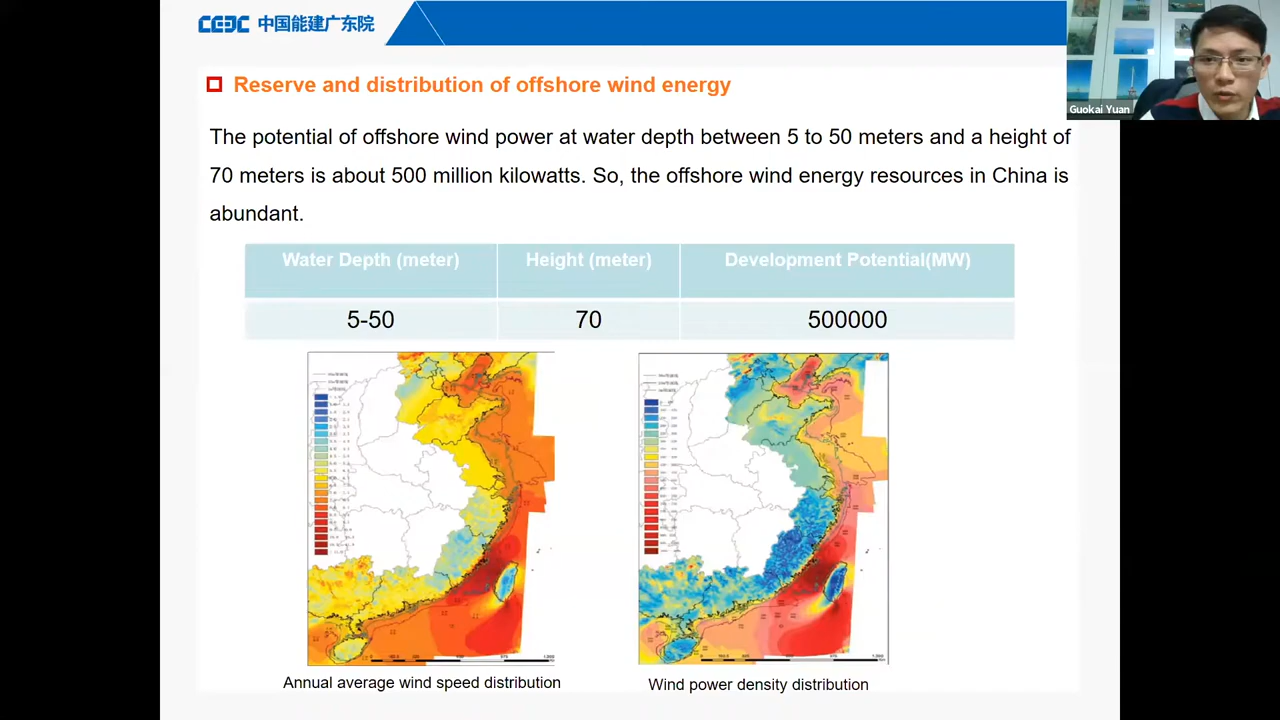 CEEC 中国能建广东院
Guokai Yuan
Reserve and distribution of offshore wind energy
The potential of offshore wind power at water depth between 5 to 50 meters and a height of
70 meters is about 500 million kilowatts. So, the offshore wind energy resources in China is
abundant.
Water Depth (meter) Height (meter) Development Potential(MW)
5-50 70 500000
Annual average wind speed distribution
Wind power density distribution